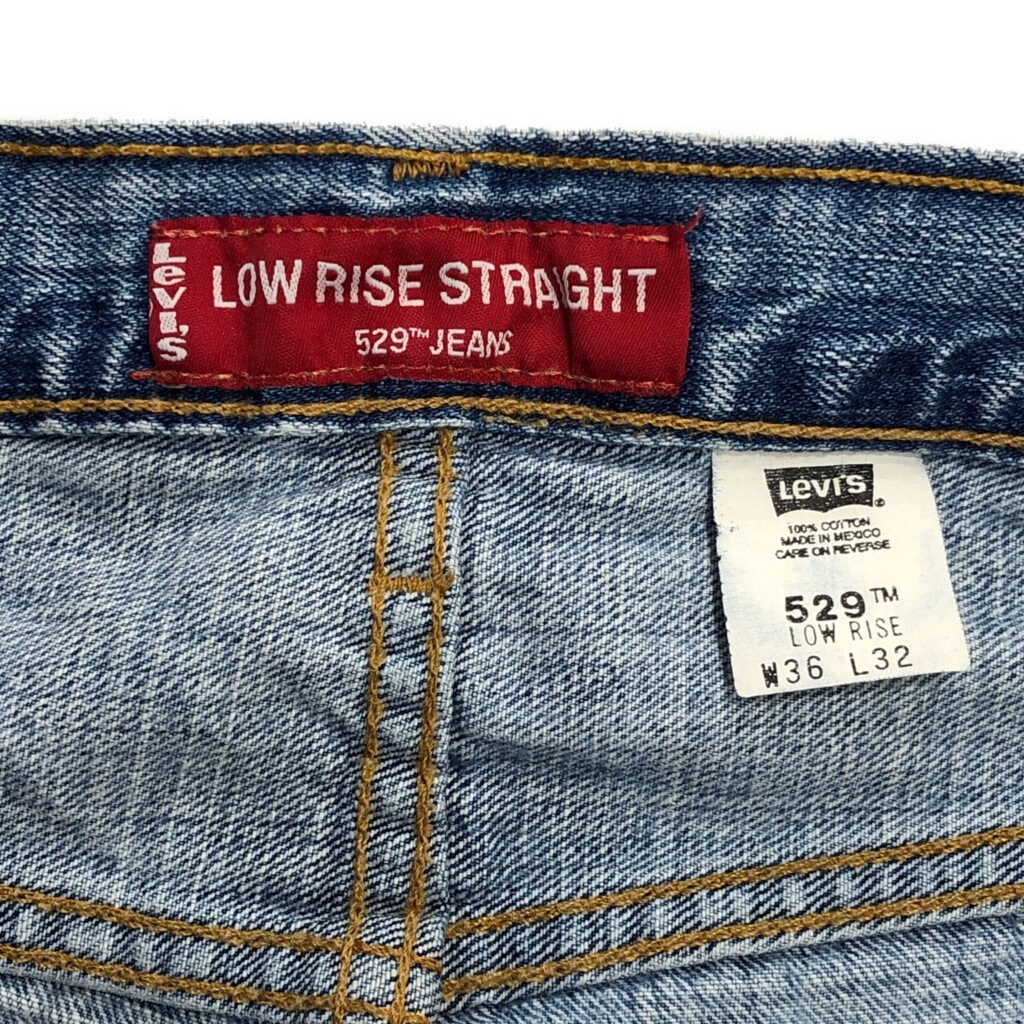 Levi's
LOW RISE STRAIGHT
529™ JEANS
Levi's®
100% COTTON
MADE IN MEXICO
CARE ON REVERSE
529™
LOW RISE
W36 L32